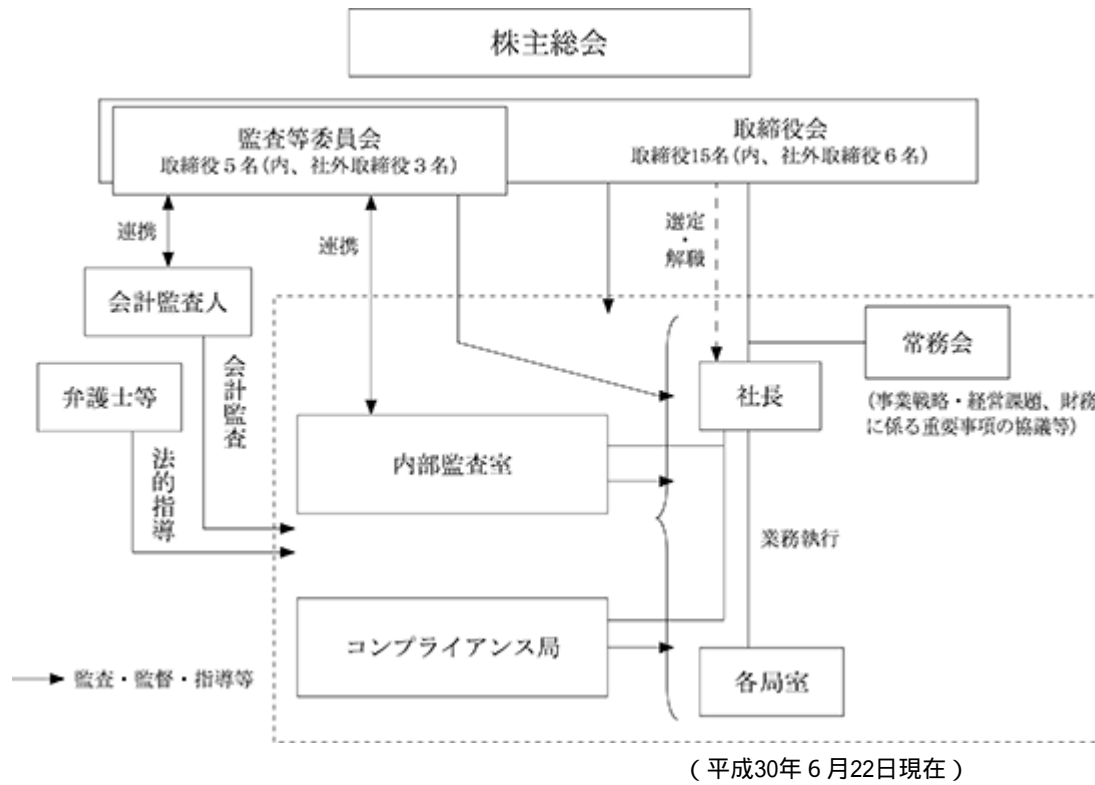 株主総会
監査等委員会
取締役５名(内、社外取締役３名)
取締役会
取締役15名(内、社外取締役６名)
連携
連携
選定・解職
会計監査人
会計監査
弁護士等
法的指導
常務会
(事業戦略・経営課題、財務
に係る重要事項の協議等)
社長
内部監査室
業務執行
コンプライアンス局
各局室
監査・監督・指導等
（平成30年６月22日現在）